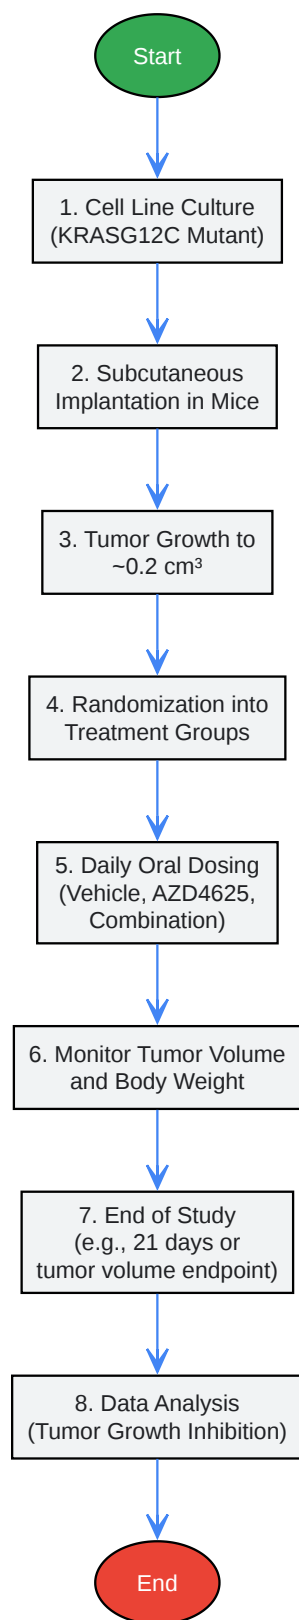 Start
1. Cell Line Culture
(KRASG12C Mutant)
2. Subcutaneous
Implantation in Mice
3. Tumor Growth to
~0.2 cm³
4. Randomization into
Treatment Groups
5. Daily Oral Dosing
(Vehicle, AZD4625,
Combination)
6. Monitor Tumor Volume
and Body Weight
7. End of Study
(e.g., 21 days or
tumor volume endpoint)
8. Data Analysis
(Tumor Growth Inhibition)
End